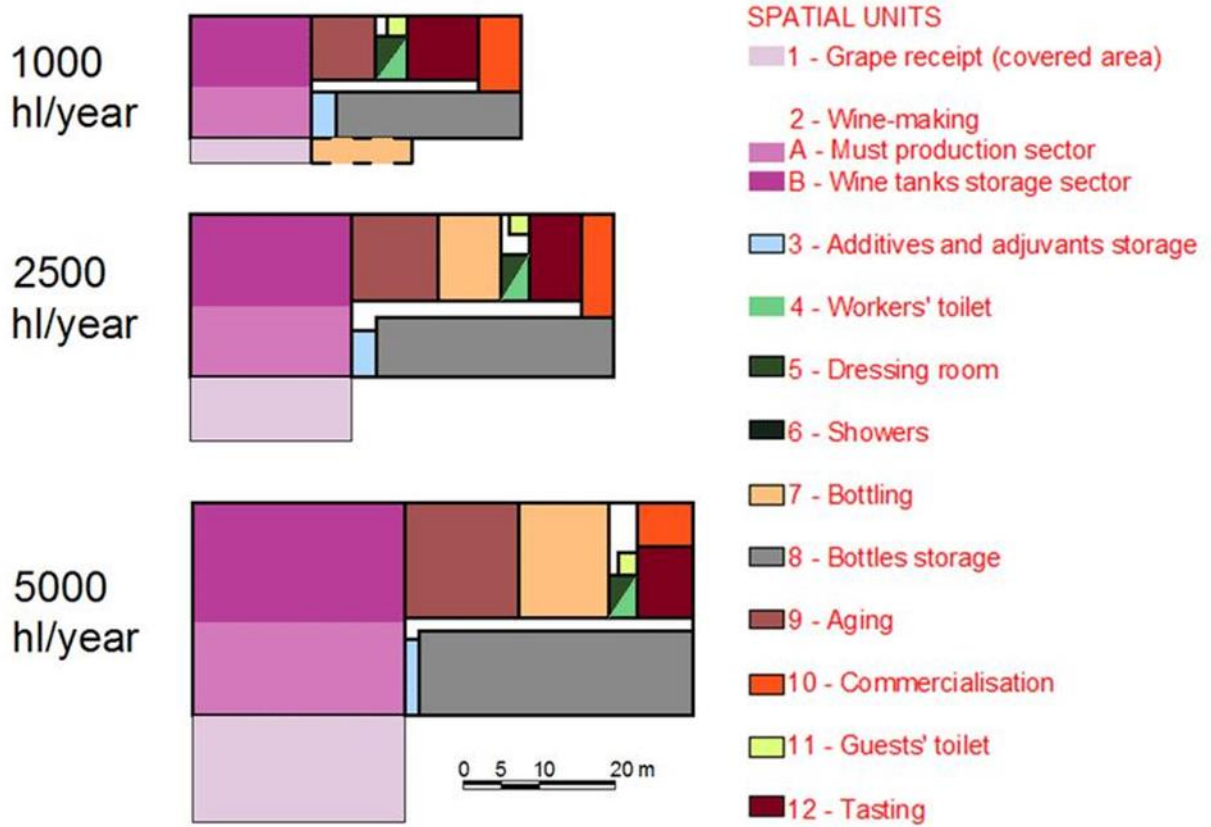 1000
hl/year
2500
hl/year
5000
hl/year
0 5 10 20 m
SPATIAL UNITS
1 - Grape receipt (covered area)
2 - Wine-making
A - Must production sector
B - Wine tanks storage sector
3 - Additives and adjuvants storage
4 - Workers' toilet
5 - Dressing room
6 - Showers
7 - Bottling
8 - Bottles storage
9 - Aging
10 - Commercialisation
11 - Guests' toilet
12 - Tasting